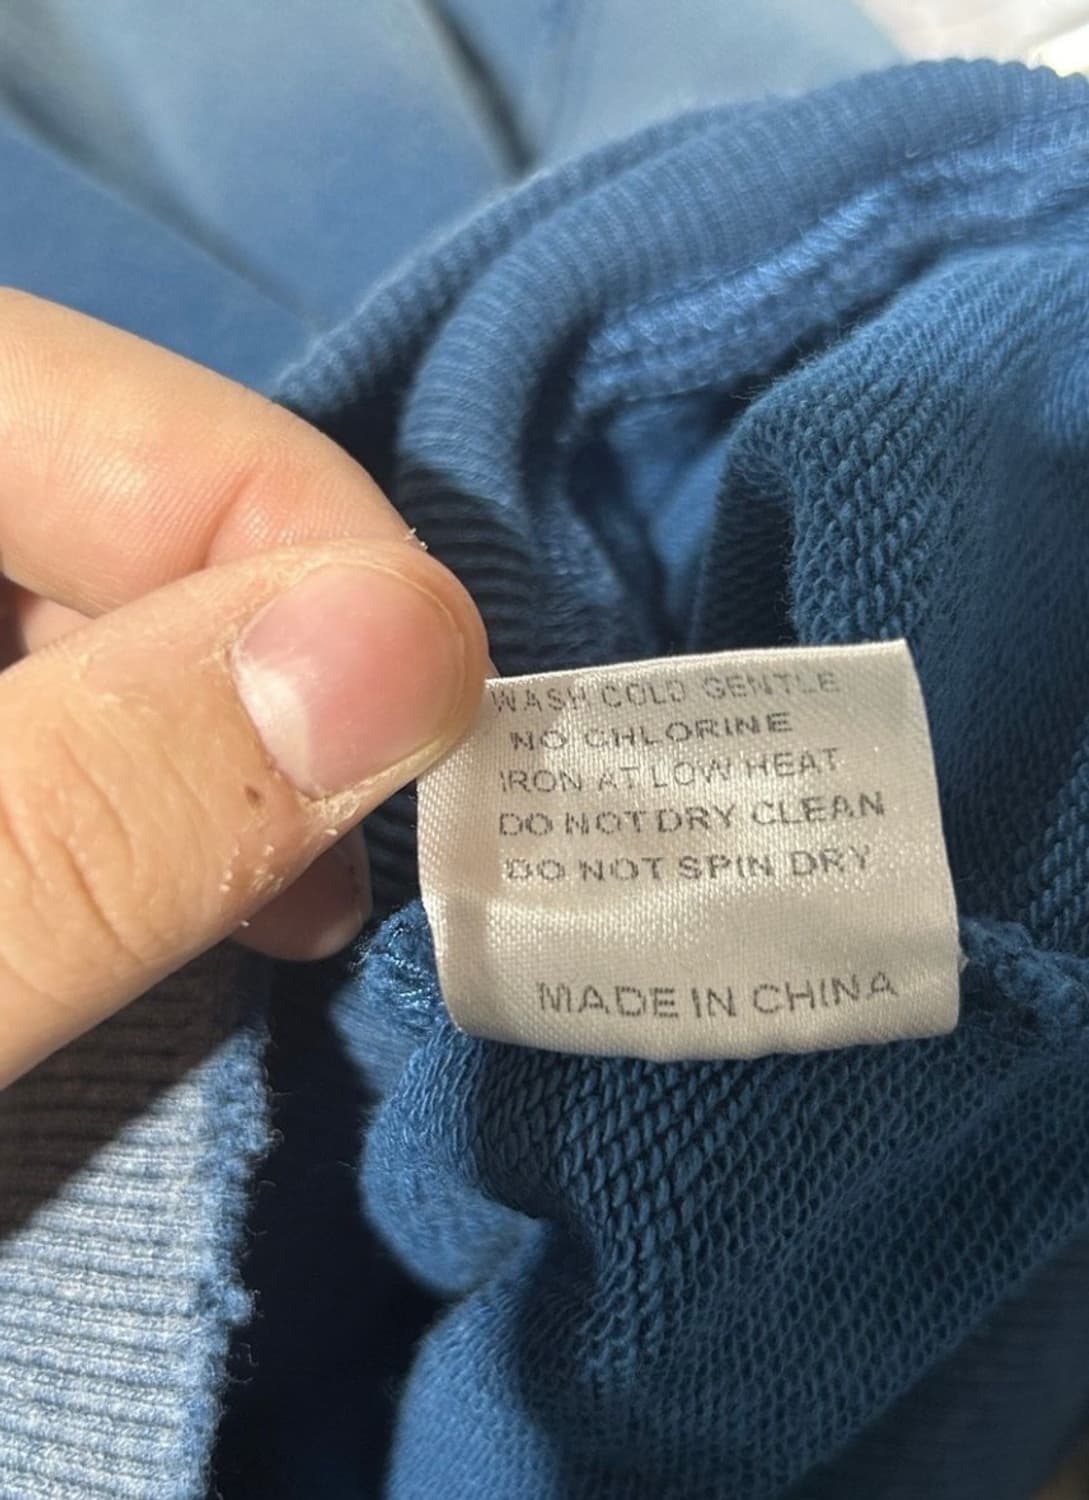 WASH COLD GENTLE
NO CHLORINE
IRON AT LOW HEAT
DO NOT DRY CLEAN
DO NOT SPIN DRY
MADE IN CHINA